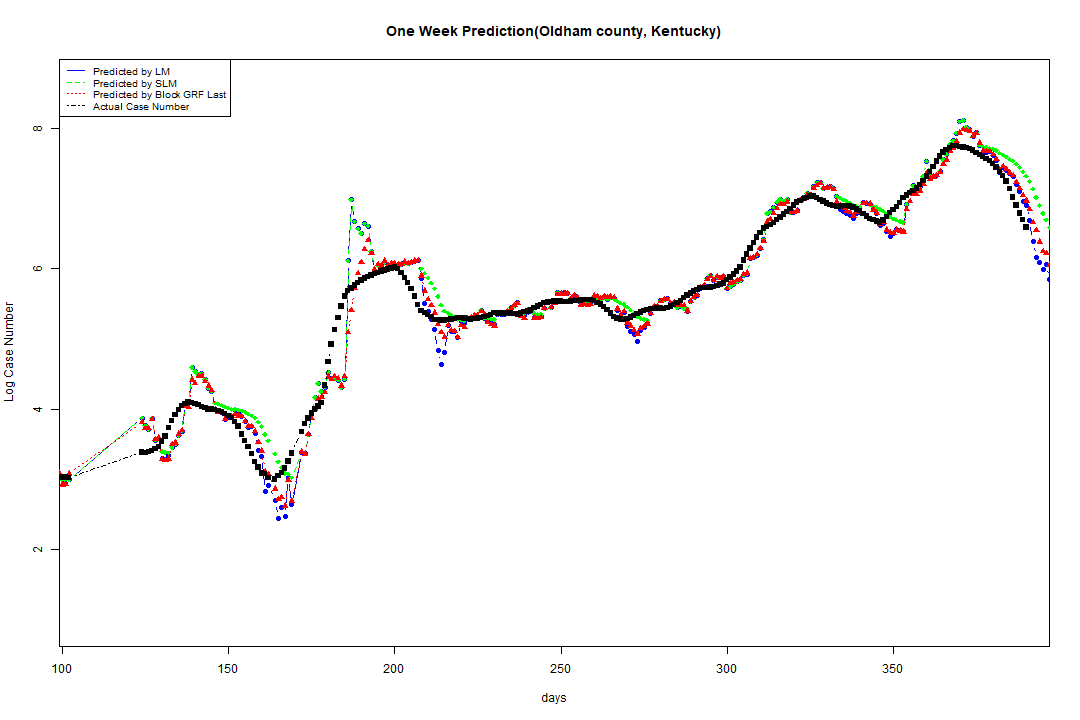 One Week Prediction(Oldham county, Kentucky)
Predicted by LM
Predicted by SLM
Predicted by Block GRF Last
Actual Case Number
8
6
4
2
Log Case Number
100 150 200 250 300 350
days